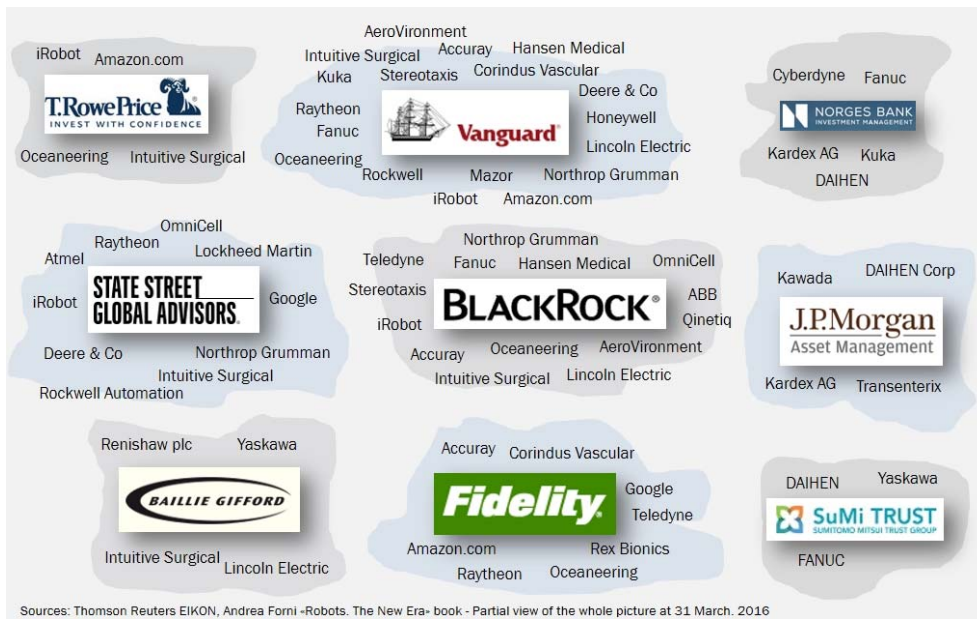 iRobot Amazon.com
T.RowePrice
INVEST WITH CONFIDENCE
Oceaneering Intuitive Surgical
AeroVironment
Intuitive Surgical Accuray Hansen Medical
Kuka Stereotaxis Corindus Vascular
Deere & Co
Raytheon
Honeywell
Fanuc
Vanguard®
Lincoln Electric
Oceaneering
Rockwell Mazor Northrop Grumman
iRobot Amazon.com
Cyberdyne Fanuc
NORGES BANK
INVESTMENT MANAGEMENT
Kardex AG Kuka
DAIHEN
OmniCell
Raytheon
Lockheed Martin
Atmel
STATE STREET
GLOBAL ADVISORS.
iRobot
Google
Deere & Co Northrop Grumman
Intuitive Surgical
Rockwell Automation
Northrop Grumman
Teledyne Fanuc Hansen Medical OmniCell
Stereotaxis
BLACKROCK®
ABB
Qinetiq
iRobot
Accuray Oceaneering AeroVironment
Intuitive Surgical Lincoln Electric
Kawada DAIHEN Corp
J.P.Morgan
Asset Management
Kardex AG Transenterix
Renishaw plc Yaskawa
BAILLIE GIFFORD
Intuitive Surgical Lincoln Electric
Accuray Corindus Vascular
Fidelity®
Google
Teledyne
Amazon.com Rex Bionics
Raytheon Oceaneering
DAIHEN Yaskawa
SuMi TRUST
SUMITOMO MITSUI TRUST GROUP
FANUC
Sources: Thomson Reuters EIKON, Andrea Forni «Robots. The New Era» book - Partial view of the whole picture at 31 March. 2016